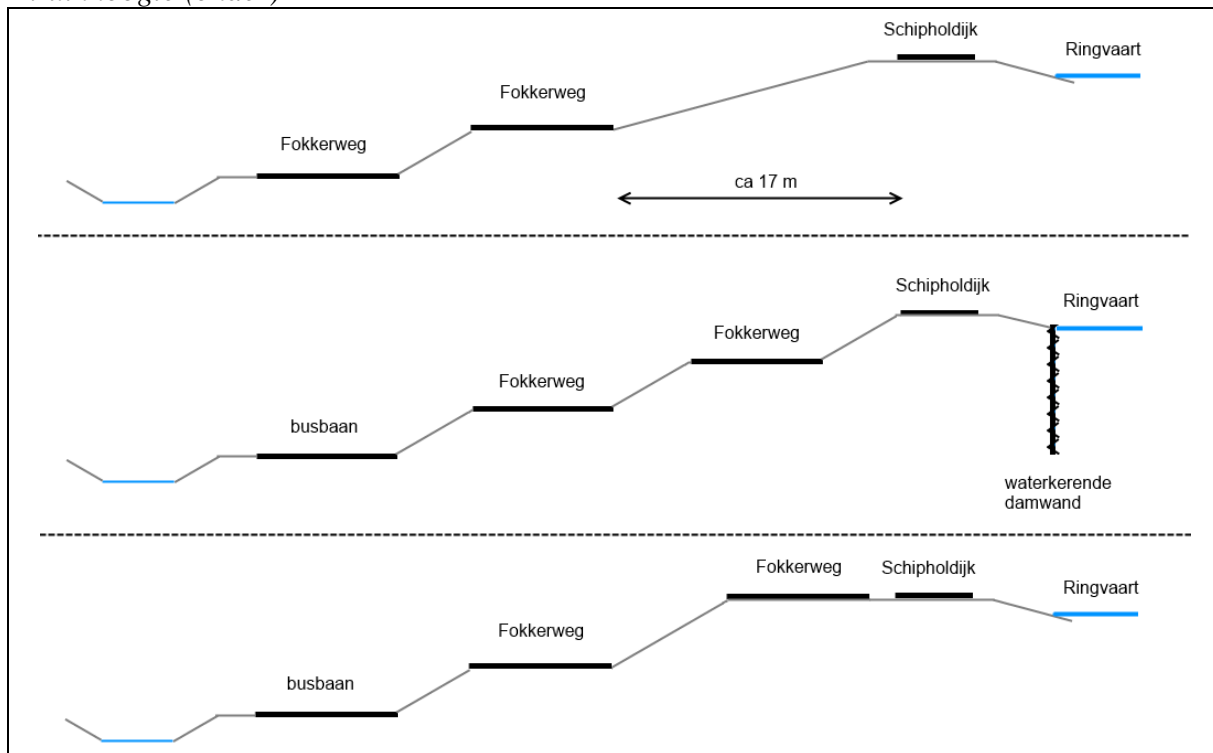 Schipholdijk
Ringvaart
Fokkerweg
Fokkerweg
ca 17 m
Schipholdijk
Ringvaart
Fokkerweg
Fokkerweg
busbaan
waterkerende
damwand
Fokkerweg
Schipholdijk
Ringvaart
Fokkerweg
busbaan